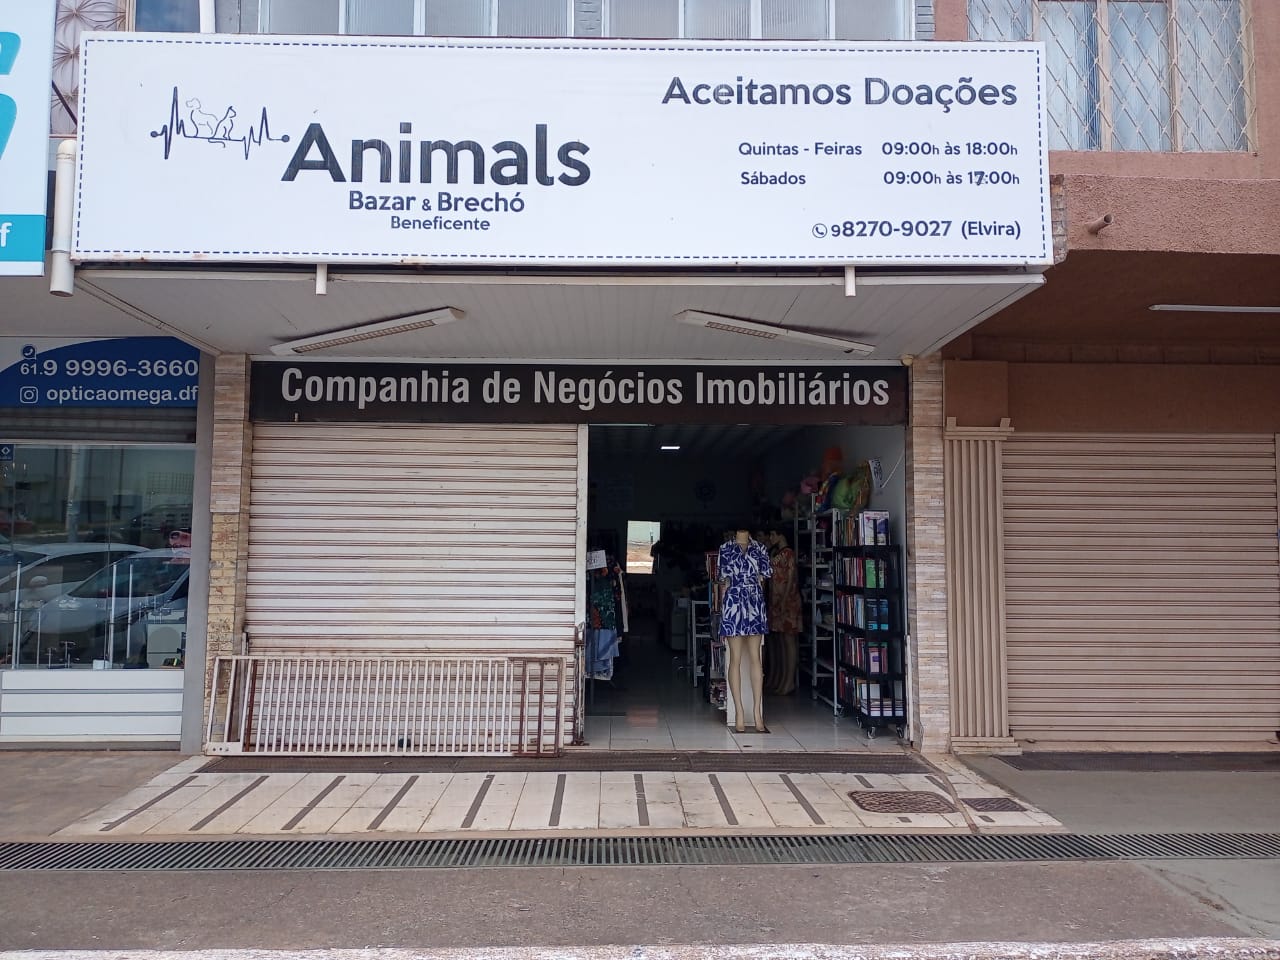 Aceitamos Doações
Animals
Bazar & Brechó
Beneficente
Quintas - Feiras 09:00h às 18:00h
Sábados 09:00h às 17:00h
98270-9027 (Elvira)
f
61.9 9996-3660
opticaomega.df
Companhia de Negócios Imobiliários